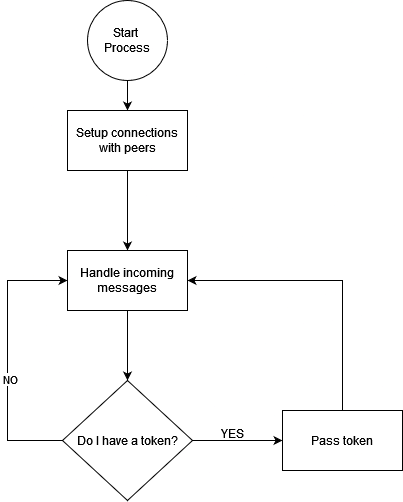 Start
Process
Setup connections
with peers
Handle incoming
messages
NO
Do I have a token?
YES
Pass token